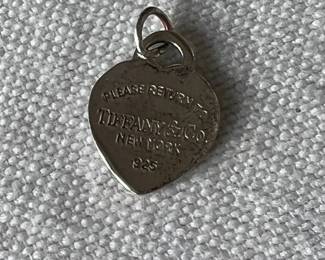 PLEASE RETURN TO
TIFFANY & CO.
NEW YORK
925